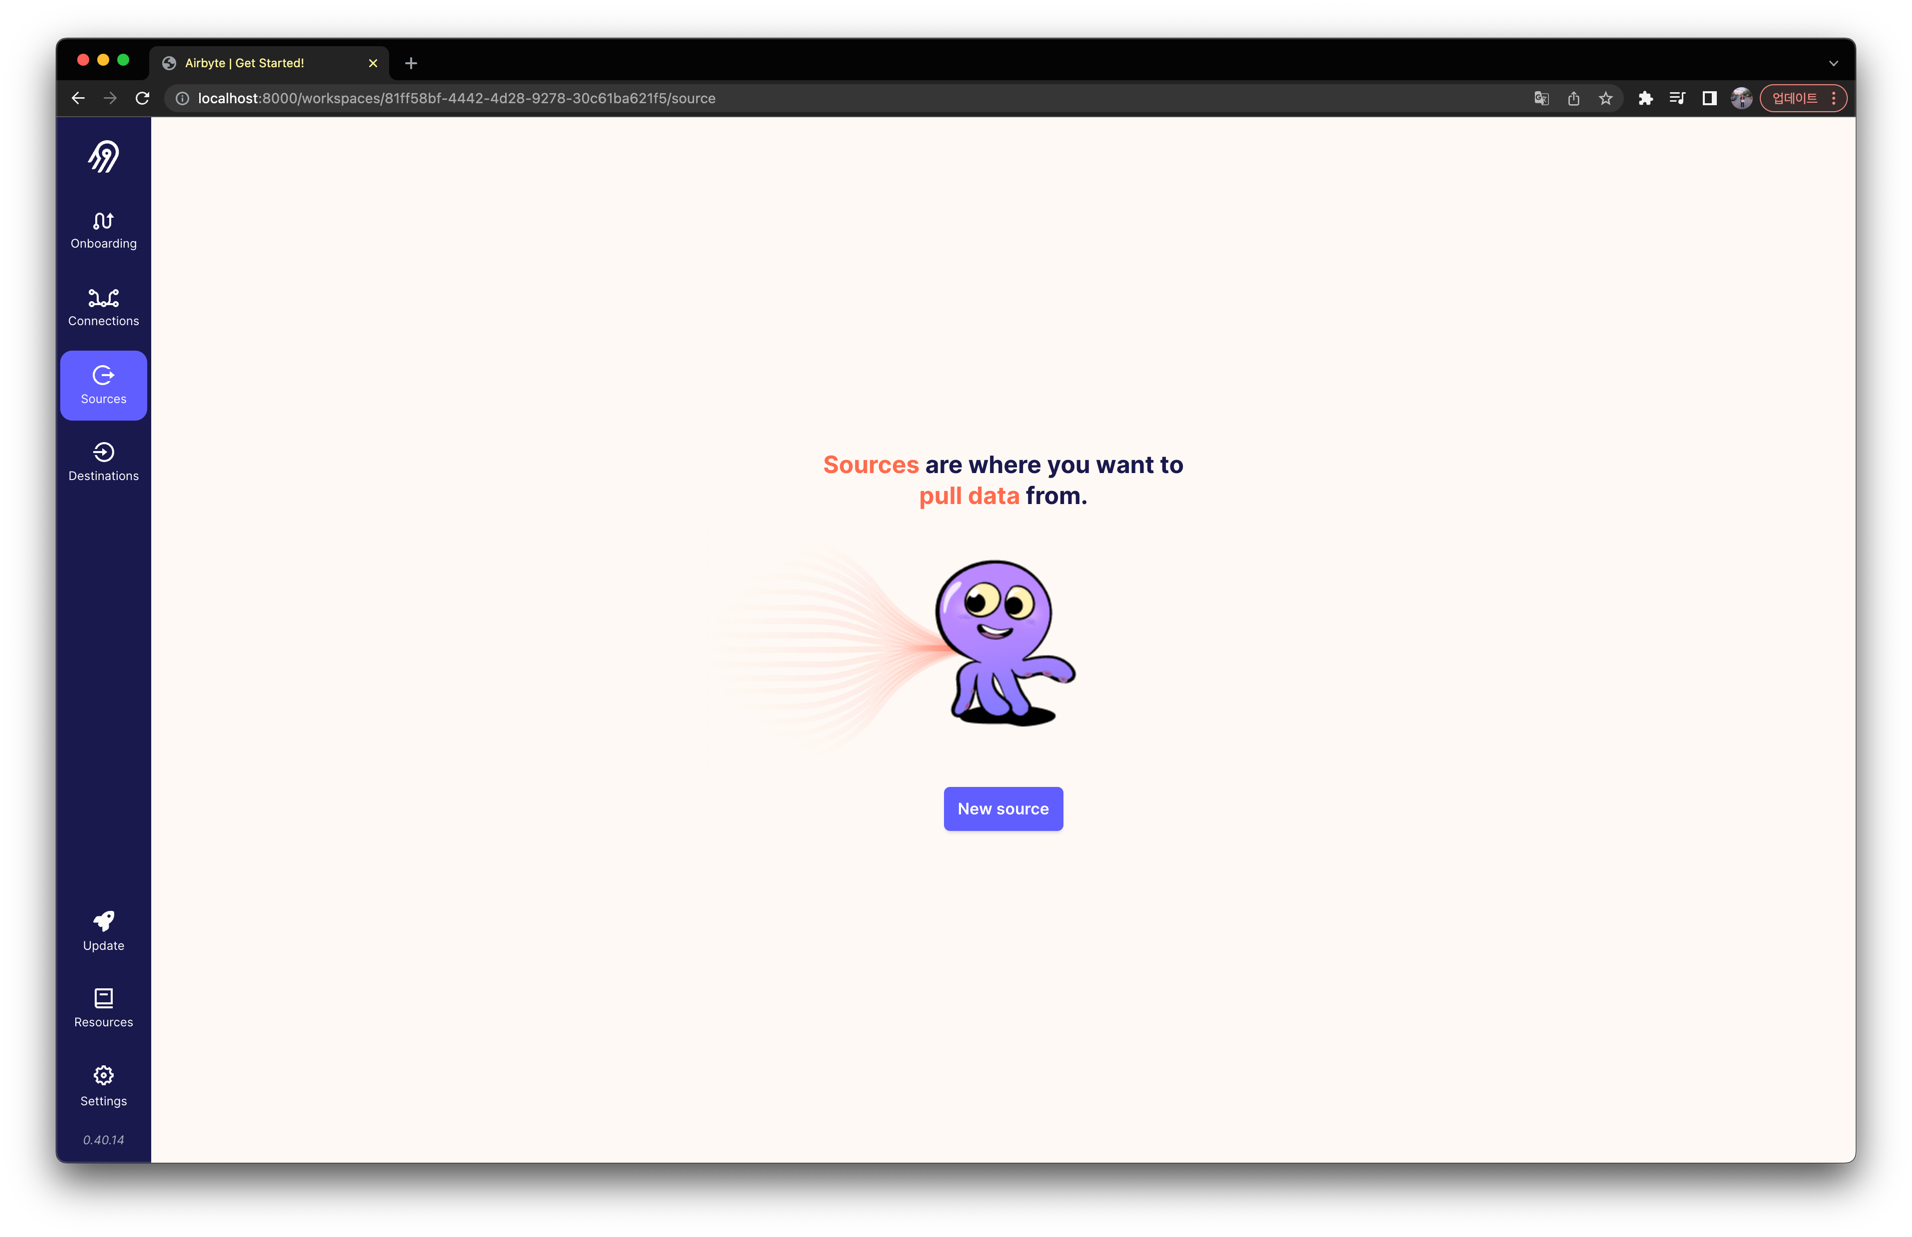 Airbyte | Get Started!
localhost:8000/workspaces/81ff58bf-4442-4d28-9278-30c61ba621f5/source
업데이트
Onboarding
Connections
Sources
Destinations
Sources are where you want to
pull data from.
New source
Update
Resources
Settings
0.40.14